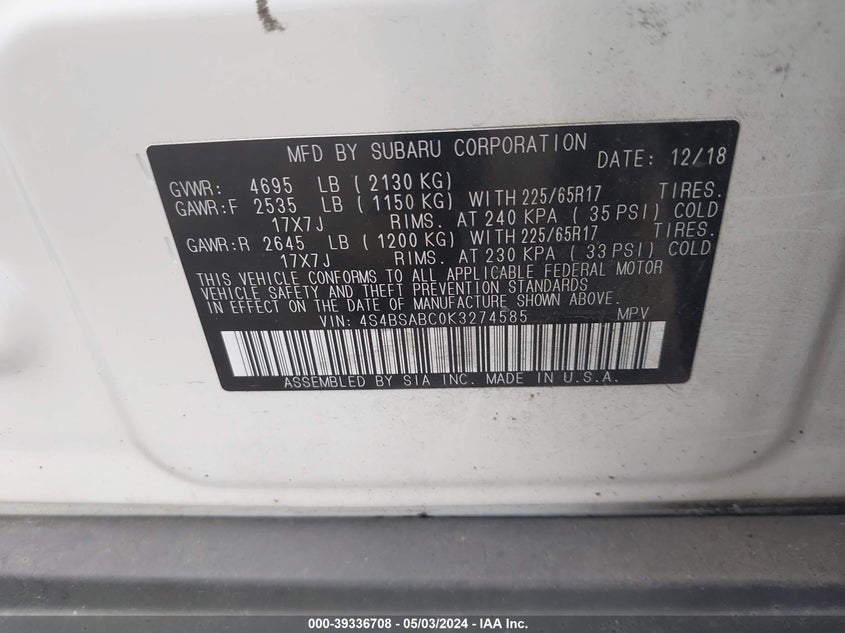 MFD BY SUBARU CORPORATION DATE: 12/18
GVWR: 4695 LB ( 2130 KG)
GAWR:F 2535 LB ( 1150 KG) WITH 225/65R17 TIRES.
17X7J RIMS. AT 240 KPA ( 35 PSI) COLD
GAWR:R 2645 LB ( 1200 KG) WITH 225/65R17 TIRES.
17X7J RIMS. AT 230 KPA ( 33 PSI) COLD
THIS VEHICLE CONFORMS TO ALL APPLICABLE FEDERAL MOTOR
VEHICLE SAFETY AND THEFT PREVENTION STANDARDS
IN EFFECT ON THE DATE OF MANUFACTURE SHOWN ABOVE.
VIN: 4S4BSABC0K3274585 MPV
ASSEMBLED BY SIA INC. MADE IN U.S.A.
000-39336708 - 05/03/2024 - IAA Inc.